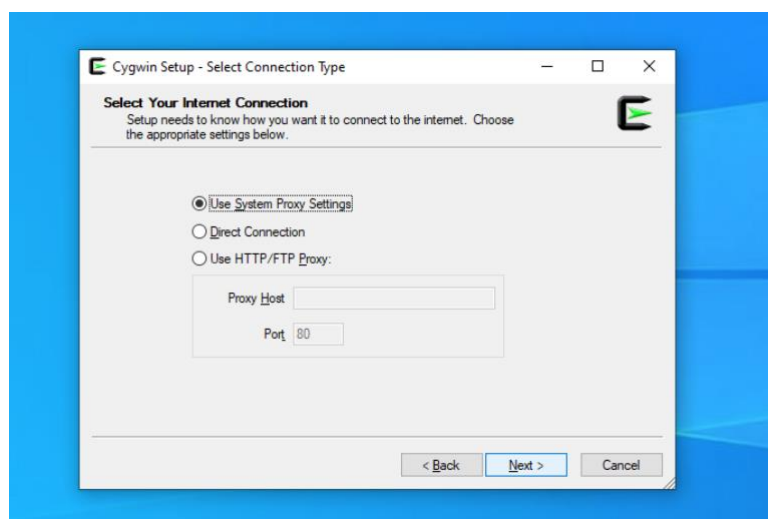 Cygwin Setup - Select Connection Type
Select Your Internet Connection
Setup needs to know how you want it to connect to the internet. Choose
the appropriate settings below.
Use System Proxy Settings
Direct Connection
Use HTTP/FTP Proxy:
Proxy Host
Port 80
< Back Next > Cancel